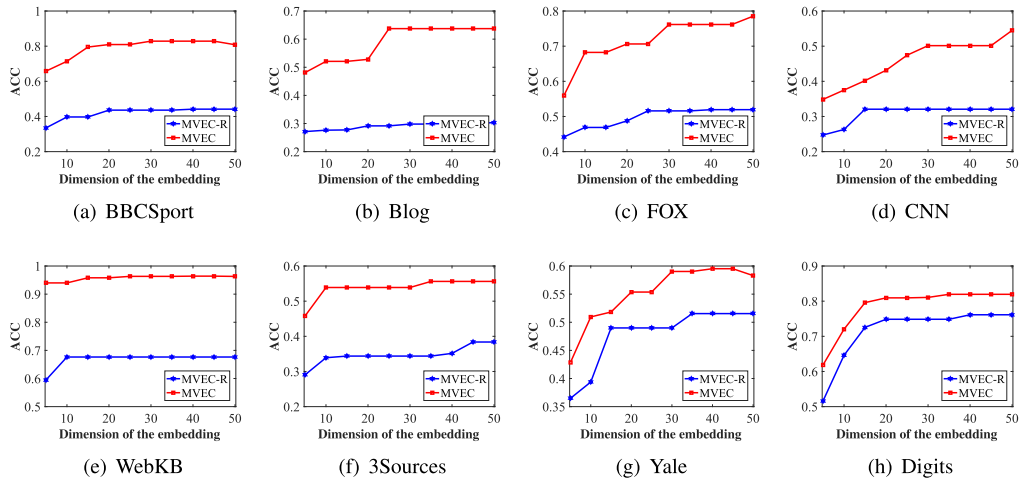 ACC
1
0.8
0.6
0.4
0.2
MVEC-R
MVEC
10 20 30 40 50
Dimension of the embedding
(a) BBCSport
ACC
0.7
0.6
0.5
0.4
0.3
0.2
MVEC-R
MVEC
10 20 30 40 50
Dimension of the embedding
(b) Blog
ACC
0.8
0.7
0.6
0.5
0.4
MVEC-R
MVEC
10 20 30 40 50
Dimension of the embedding
(c) FOX
ACC
0.6
0.5
0.4
0.3
0.2
MVEC-R
MVEC
10 20 30 40 50
Dimension of the embedding
(d) CNN
ACC
1
0.9
0.8
0.7
0.6
0.5
MVEC-R
MVEC
10 20 30 40 50
Dimension of the embedding
(e) WebKB
ACC
0.6
0.5
0.4
0.3
0.2
MVEC-R
MVEC
10 20 30 40 50
Dimension of the embedding
(f) 3Sources
ACC
0.6
0.55
0.5
0.45
0.4
0.35
MVEC-R
MVEC
10 20 30 40 50
Dimension of the embedding
(g) Yale
ACC
0.9
0.8
0.7
0.6
0.5
MVEC-R
MVEC
10 20 30 40 50
Dimension of the embedding
(h) Digits